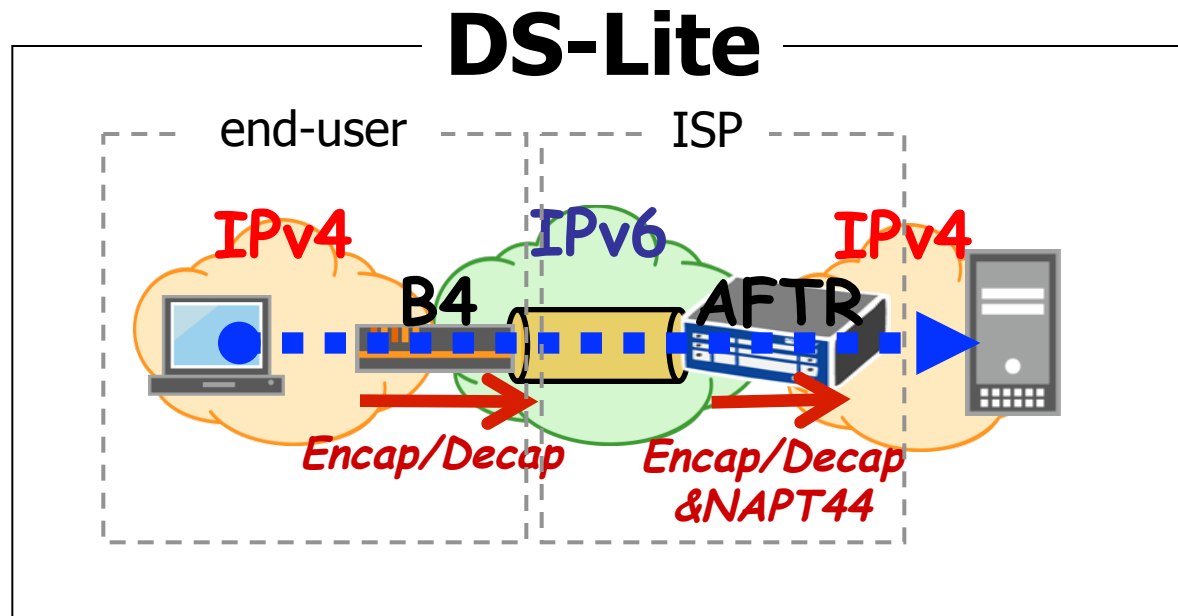 DS-Lite
end-user
ISP
IPv4
IPv6
IPv4
B4
AFTR
Encap/Decap
Encap/Decap
&NAPT44